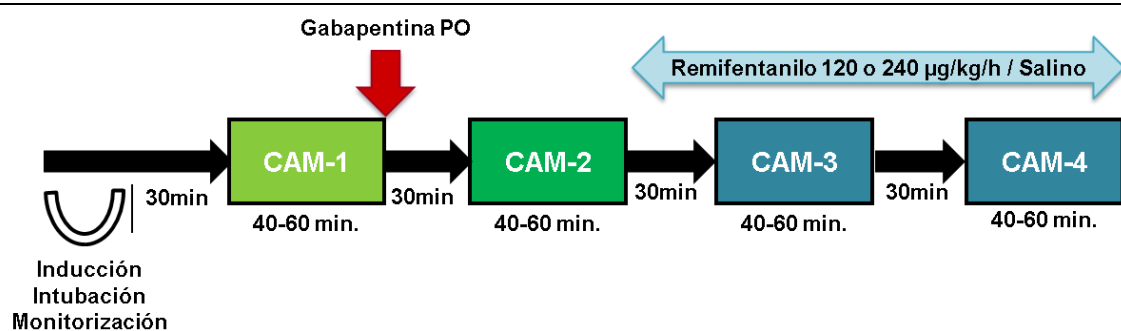 Gabapentina PO
Remifentanilo 120 o 240 µg/kg/h / Salino
CAM-1
CAM-2
CAM-3
CAM-4
30min
30min
30min
30min
40-60 min.
40-60 min.
40-60 min.
40-60 min.
Inducción
Intubación
Monitorización